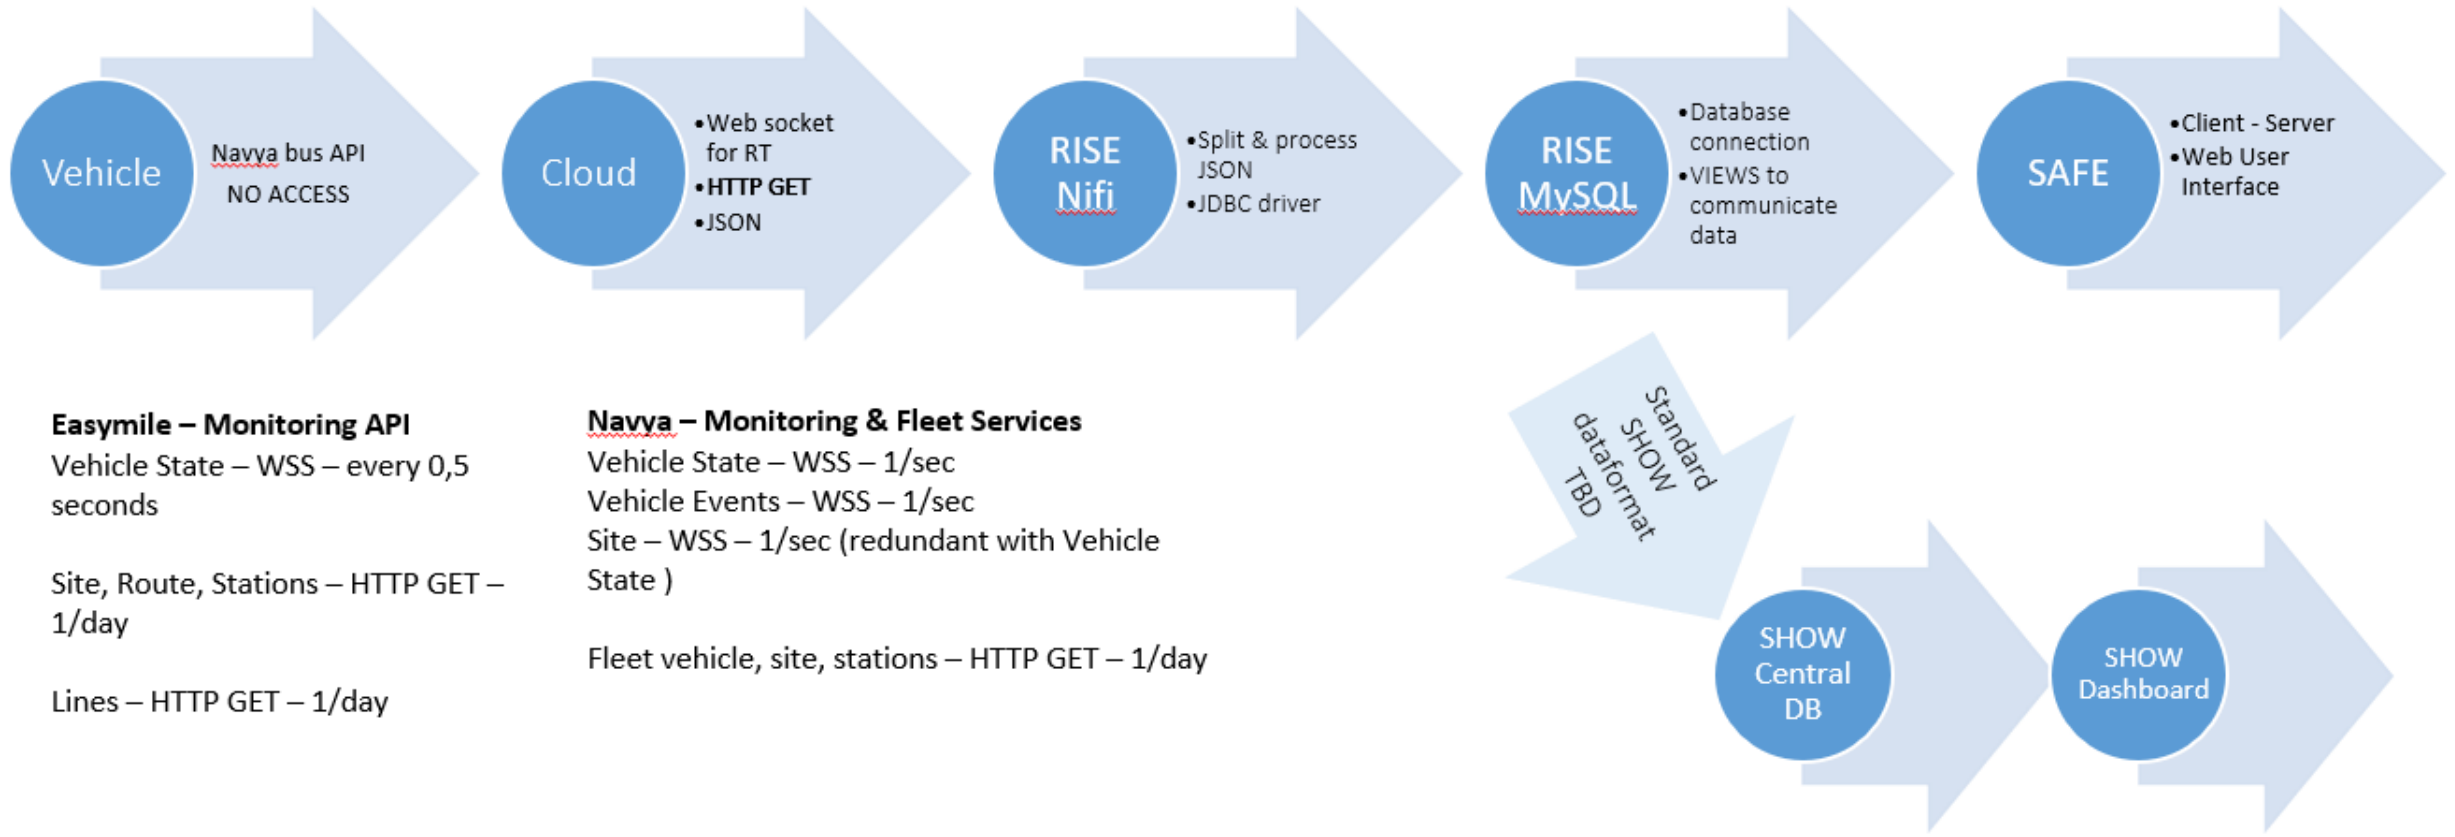 Vehicle
Navya bus API
NO ACCESS
Cloud
•Web socket
for RT
•HTTP GET
•JSON
RISE
Nifi
•Split & process
JSON
•JDBC driver
RISE
MySQL
•Database
connection
•VIEWS to
communicate
data
SAFE
•Client - Server
•Web User
Interface
Easymile – Monitoring API
Vehicle State – WSS – every 0,5
seconds
Site, Route, Stations – HTTP GET –
1/day
Lines – HTTP GET – 1/day
Navya – Monitoring & Fleet Services
Vehicle State – WSS – 1/sec
Vehicle Events – WSS – 1/sec
Site – WSS – 1/sec (redundant with Vehicle
State )
Fleet vehicle, site, stations – HTTP GET – 1/day
Standard
SHOW
dataformat
TBD
SHOW
Central
DB
SHOW
Dashboard